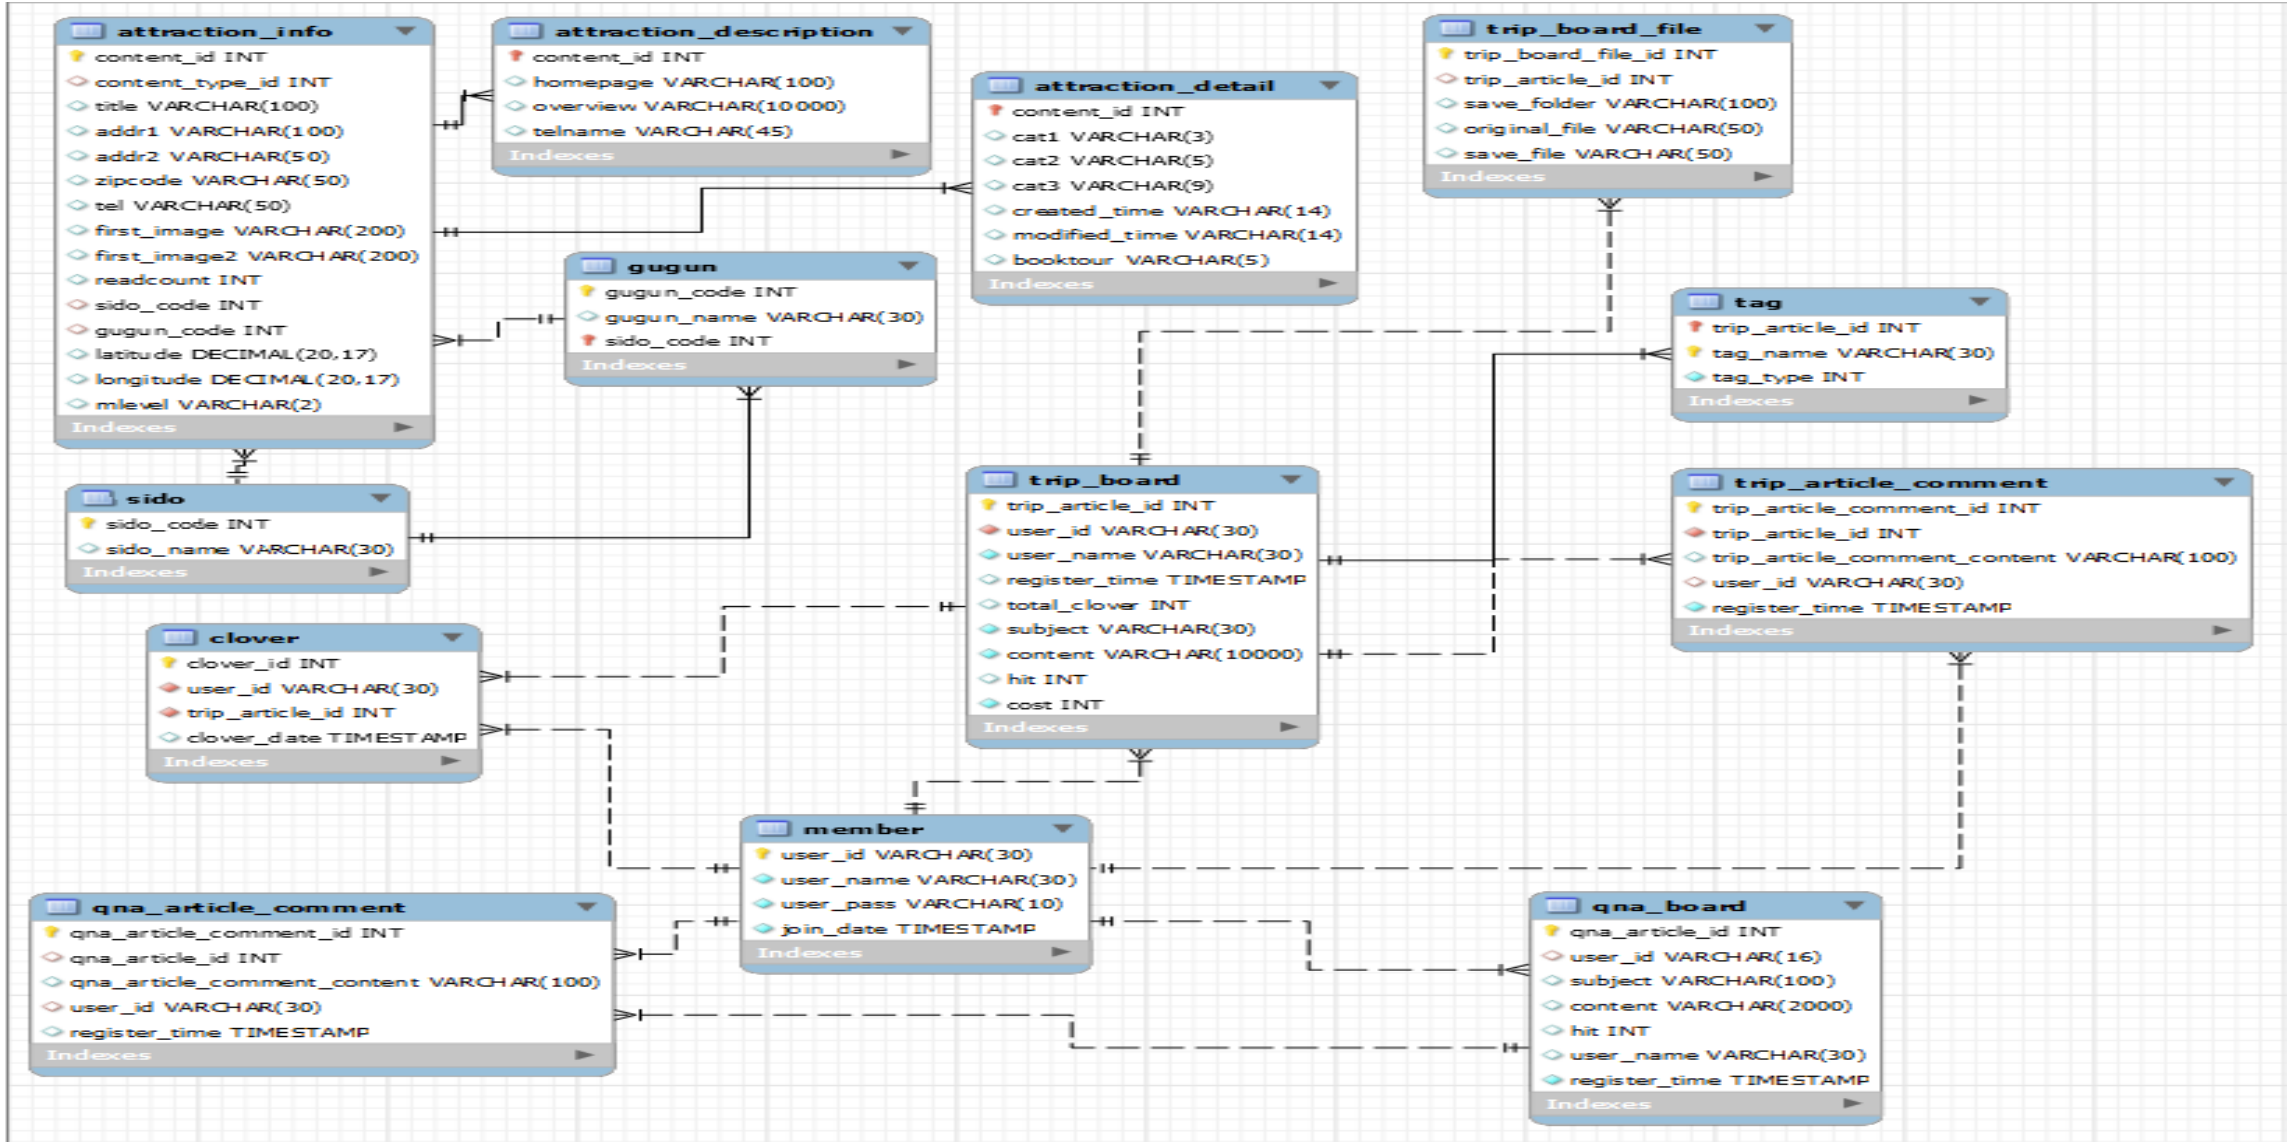 attraction_info
content_id INT
content_type_id INT
title VARCHAR(100)
addr1 VARCHAR(100)
addr2 VARCHAR(50)
zipcode VARCHAR(50)
tel VARCHAR(50)
first_image VARCHAR(200)
first_image2 VARCHAR(200)
readcount INT
sido_code INT
gugun_code INT
latitude DECIMAL(20,17)
longitude DECIMAL(20,17)
mlevel VARCHAR(2)
Indexes
attraction_description
content_id INT
homepage VARCHAR(100)
overview VARCHAR(10000)
telname VARCHAR(45)
Indexes
attraction_detail
content_id INT
cat1 VARCHAR(3)
cat2 VARCHAR(5)
cat3 VARCHAR(9)
created_time VARCHAR(14)
modified_time VARCHAR(14)
booktour VARCHAR(5)
Indexes
trip_board_file
trip_board_file_id INT
trip_article_id INT
save_folder VARCHAR(100)
original_file VARCHAR(50)
save_file VARCHAR(50)
Indexes
gugun
gugun_code INT
gugun_name VARCHAR(30)
sido_code INT
Indexes
tag
trip_article_id INT
tag_name VARCHAR(30)
tag_type INT
Indexes
sido
sido_code INT
sido_name VARCHAR(30)
Indexes
trip_board
trip_article_id INT
user_id VARCHAR(30)
user_name VARCHAR(30)
register_time TIMESTAMP
total_clover INT
subject VARCHAR(30)
content VARCHAR(10000)
hit INT
cost INT
Indexes
trip_article_comment
trip_article_comment_id INT
trip_article_id INT
trip_article_comment_content VARCHAR(100)
user_id VARCHAR(30)
register_time TIMESTAMP
Indexes
clover
clover_id INT
user_id VARCHAR(30)
trip_article_id INT
clover_date TIMESTAMP
Indexes
member
user_id VARCHAR(30)
user_name VARCHAR(30)
user_pass VARCHAR(10)
join_date TIMESTAMP
Indexes
qna_article_comment
qna_article_comment_id INT
qna_article_id INT
qna_article_comment_content VARCHAR(100)
user_id VARCHAR(30)
register_time TIMESTAMP
Indexes
qna_board
qna_article_id INT
user_id VARCHAR(16)
subject VARCHAR(100)
content VARCHAR(2000)
hit INT
user_name VARCHAR(30)
register_time TIMESTAMP
Indexes